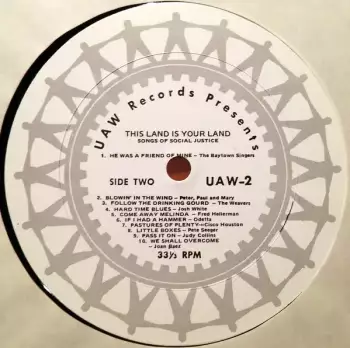 UAW Records Presents
THIS LAND IS YOUR LAND
SONGS OF SOCIAL JUSTICE
1. HE WAS A FRIEND OF MINE – The Baytown Singers
SIDE TWO UAW-2
2. BLOWIN' IN THE WIND – Peter, Paul and Mary
3. FOLLOW THE DRINKING GOURD – The Weavers
4. HARD TIME BLUES – Josh White
5. COME AWAY MELINDA – Fred Hellerman
6. IF I HAD A HAMMER – Odetta
7. PASTURES OF PLENTY – Cisco Houston
8. LITTLE BOXES – Pete Seeger
9. PASS IT ON – Judy Collins
10. WE SHALL OVERCOME
– Joan Baez
33⅓ RPM